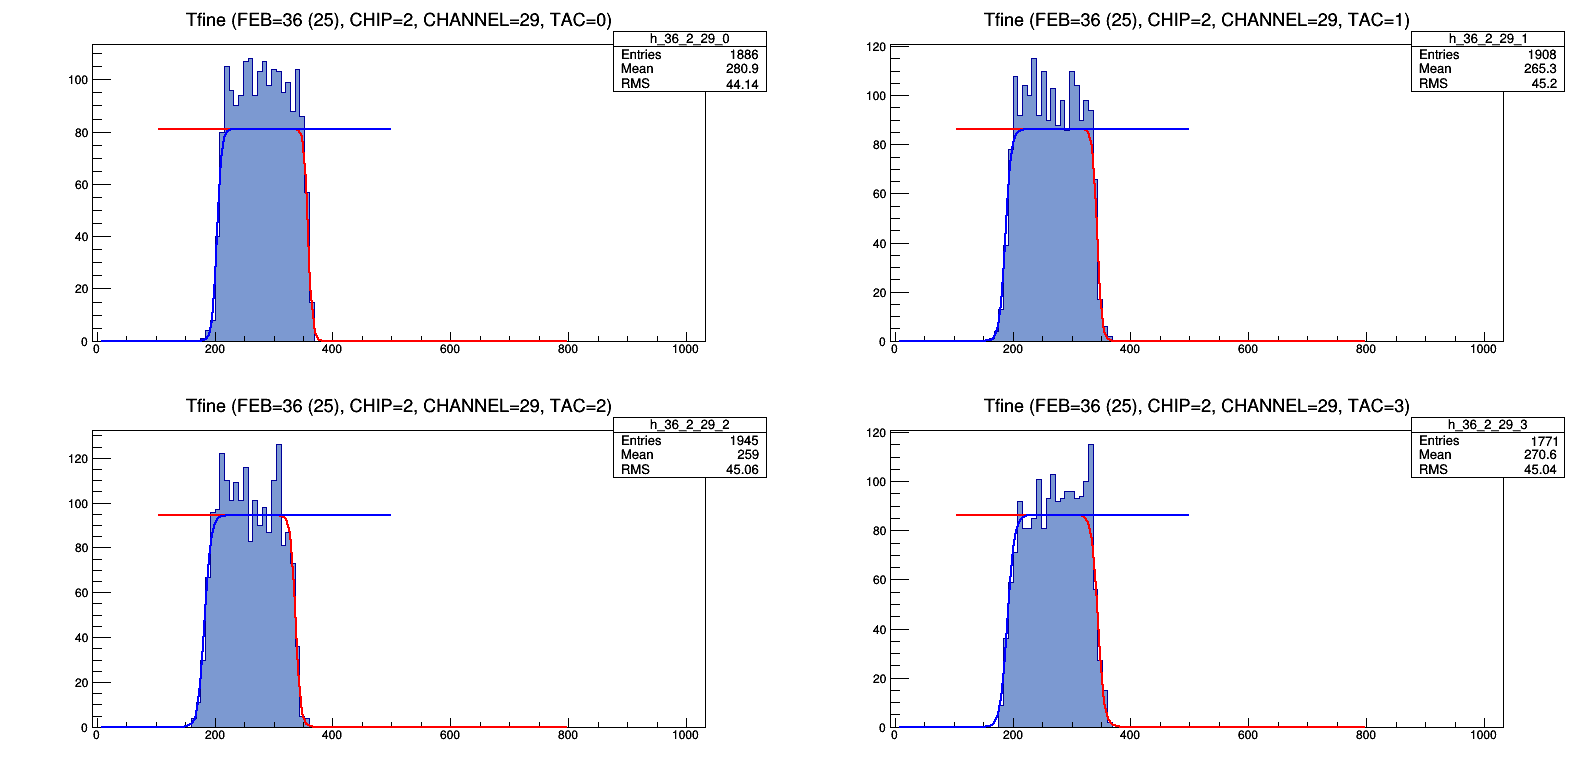 Tfine (FEB=36 (25), CHIP=2, CHANNEL=29, TAC=0)
h_36_2_29_0
Entries 1886
Mean 280.9
RMS 44.14
100
80
60
40
20
0
0 200 400 600 800 1000
Tfine (FEB=36 (25), CHIP=2, CHANNEL=29, TAC=1)
h_36_2_29_1
Entries 1908
Mean 265.3
RMS 45.2
120
100
80
60
40
20
0
0 200 400 600 800 1000
Tfine (FEB=36 (25), CHIP=2, CHANNEL=29, TAC=2)
h_36_2_29_2
Entries 1945
Mean 259
RMS 45.06
120
100
80
60
40
20
0
0 200 400 600 800 1000
Tfine (FEB=36 (25), CHIP=2, CHANNEL=29, TAC=3)
h_36_2_29_3
Entries 1771
Mean 270.6
RMS 45.04
120
100
80
60
40
20
0
0 200 400 600 800 1000